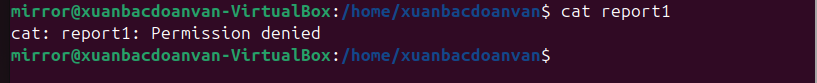 mirror@xuanbacdoanvan-VirtualBox:/home/xuanbacdoanvan$ cat report1
cat: report1: Permission denied
mirror@xuanbacdoanvan-VirtualBox:/home/xuanbacdoanvan$